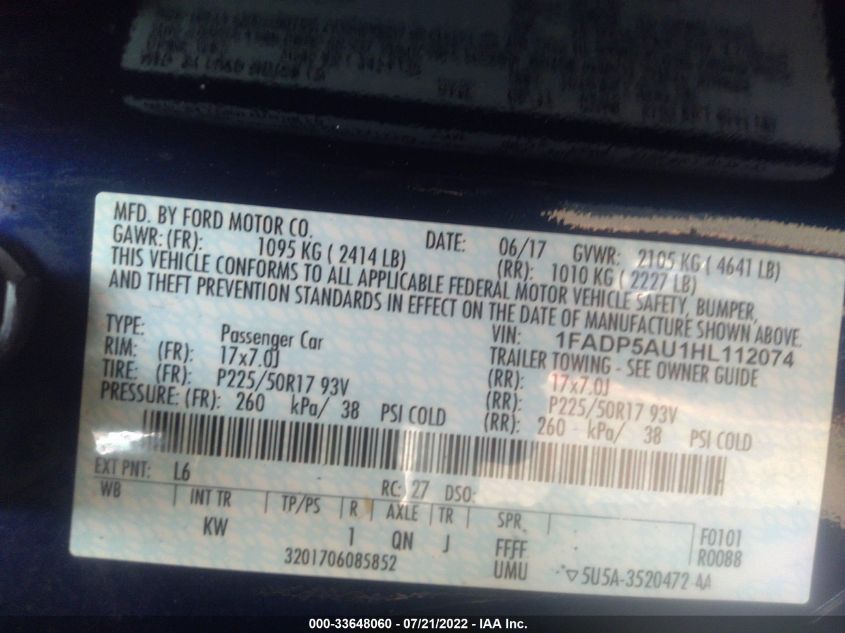 MFD. BY FORD MOTOR CO.
DATE: 06/17 GVWR: 2105 KG ( 4641 LB)
GAWR: (FR): 1095 KG ( 2414 LB) (RR): 1010 KG ( 2227 LB)
THIS VEHICLE CONFORMS TO ALL APPLICABLE FEDERAL MOTOR VEHICLE SAFETY, BUMPER,
AND THEFT PREVENTION STANDARDS IN EFFECT ON THE DATE OF MANUFACTURE SHOWN ABOVE.
VIN: 1FADP5AU1HL112074
TYPE: Passenger Car TRAILER TOWING - SEE OWNER GUIDE
RIM: (FR): 17x7.0J (RR): 17x7.0J
TIRE: (FR): P225/50R17 93V (RR): P225/50R17 93V
PRESSURE: (FR): 260 kPa/ 38 PSI COLD (RR): 260 kPa/ 38 PSI COLD
EXT PNT: L6 RC: 27 DSO:
WB INT TR TP/PS R AXLE TR SPR F0101
KW 1 QN J FFFF R0088
3201706085852 UMU 5U5A-3520472-AA
000-33648060 - 07/21/2022 - IAA Inc.